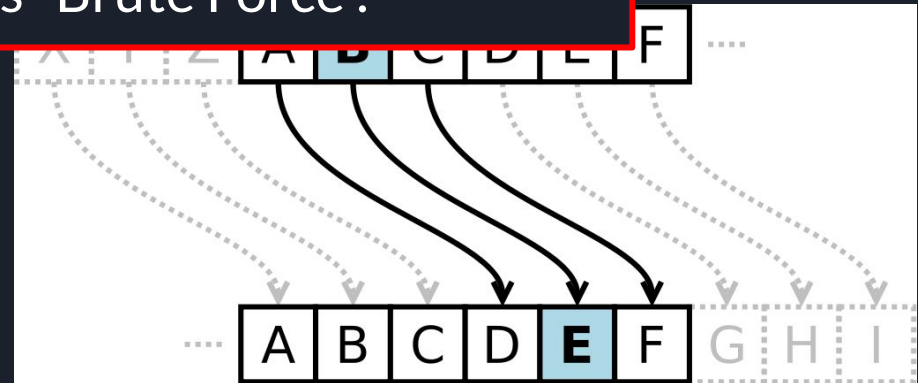 s "Brute Force".
X Y Z A B C D E F .....
..... A B C D E F G H I